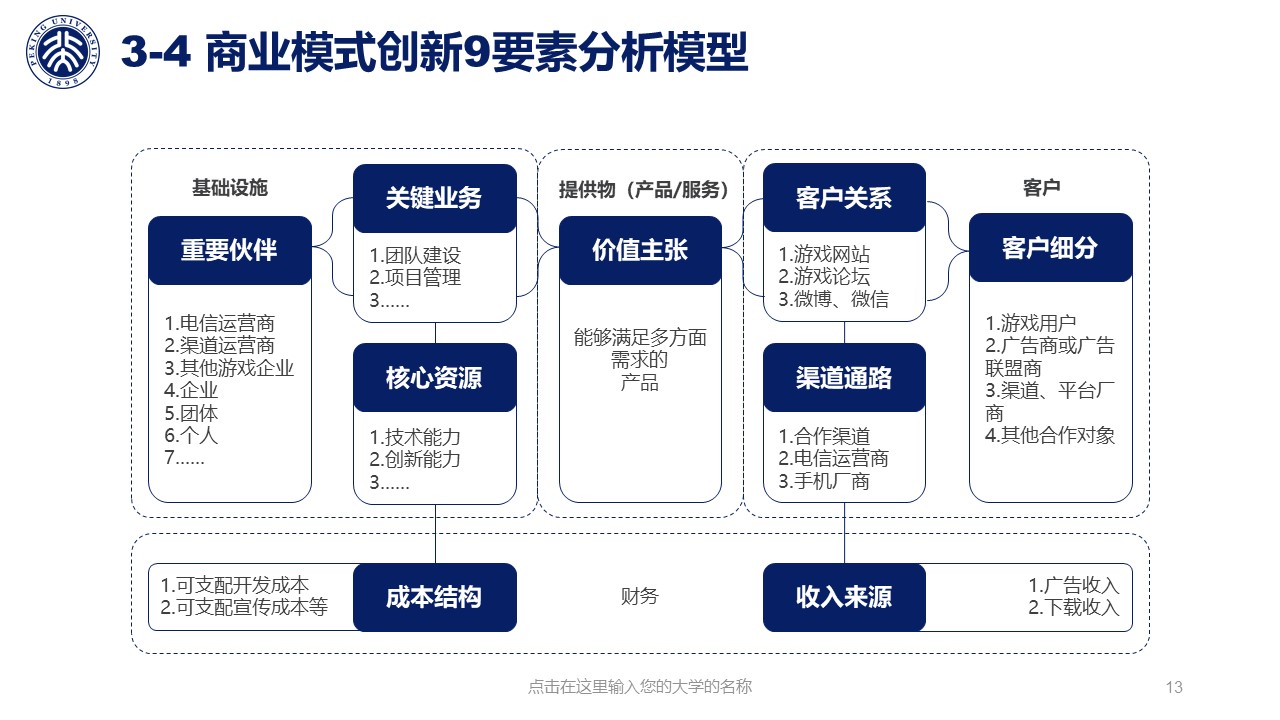 PEKING UNIVERSITY
1898
3-4 商业模式创新9要素分析模型
基础设施
重要伙伴
1.电信运营商
2.渠道运营商
3.其他游戏企业
4.企业
5.团体
6.个人
7......
关键业务
1.团队建设
2.项目管理
3......
核心资源
1.技术能力
2.创新能力
3......
提供物（产品/服务）
价值主张
能够满足多方面
需求的
产品
客户关系
1.游戏网站
2.游戏论坛
3.微博、微信
渠道通路
1.合作渠道
2.电信运营商
3.手机厂商
客户
客户细分
1.游戏用户
2.广告商或广告
联盟商
3.渠道、平台厂
商
4.其他合作对象
1.可支配开发成本
2.可支配宣传成本等
成本结构
财务
收入来源
1.广告收入
2.下载收入
点击在这里输入您的大学的名称
13